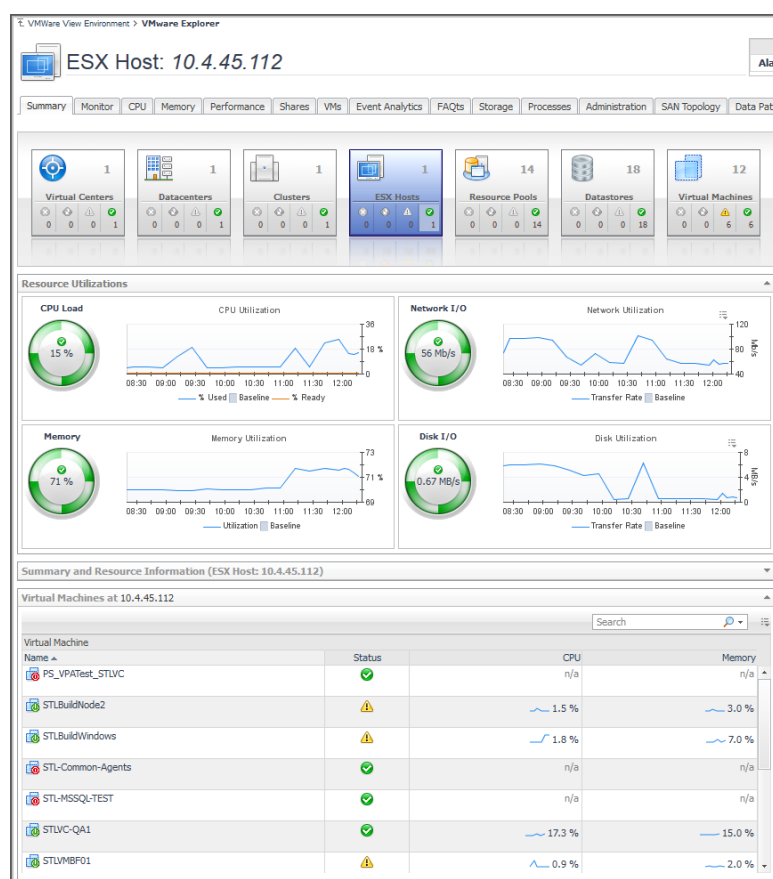 VMWare View Environment > VMware Explorer
ESX Host: 10.4.45.112
Ala
Summary Monitor CPU Memory Performance Shares VMs Event Analytics FAQts Storage Processes Administration SAN Topology Data Pat
1 1 1 1 14 18 12
Virtual Centers Datacenters Clusters ESX Hosts Resource Pools Datastores Virtual Machines
0 0 0 1 0 0 0 1 0 0 0 1 0 0 0 1 0 0 0 14 0 0 0 18 0 0 6 6
Resource Utilizations
CPU Load
CPU Utilization
15 %
36
18 %
0
08:30 09:00 09:30 10:00 10:30 11:00 11:30 12:00
% Used Baseline % Ready
Network I/O
Network Utilization
56 Mb/s
120
80 Mb/s
40
08:30 09:00 09:30 10:00 10:30 11:00 11:30 12:00
Transfer Rate Baseline
Memory
Memory Utilization
71 %
73
71 %
69
08:30 09:00 09:30 10:00 10:30 11:00 11:30 12:00
Utilization Baseline
Disk I/O
Disk Utilization
0.67 MB/s
8
4 MB/s
0
08:30 09:00 09:30 10:00 10:30 11:00 11:30 12:00
Transfer Rate Baseline
Summary and Resource Information (ESX Host: 10.4.45.112)
Virtual Machines at 10.4.45.112
Search
Virtual Machine
Name Status CPU Memory
PS_VPATest_STLVC n/a n/a
STLBuildNode2 1.5 % 3.0 %
STLBuildWindows 1.8 % 7.0 %
STL-Common-Agents n/a n/a
STL-MSSQL-TEST n/a n/a
STLVC-QA1 17.3 % 15.0 %
STLVMBF01 0.9 % 2.0 %